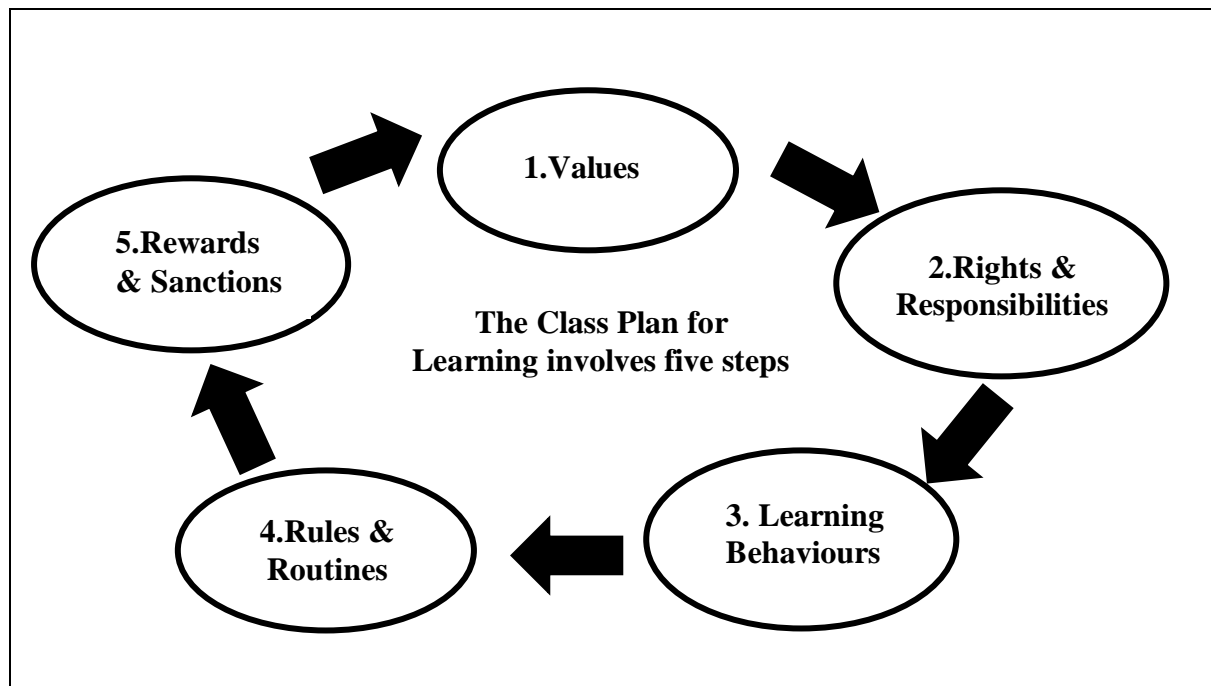 1.Values
2.Rights &
Responsibilities
3. Learning
Behaviours
4.Rules &
Routines
5.Rewards
& Sanctions
The Class Plan for
Learning involves five steps